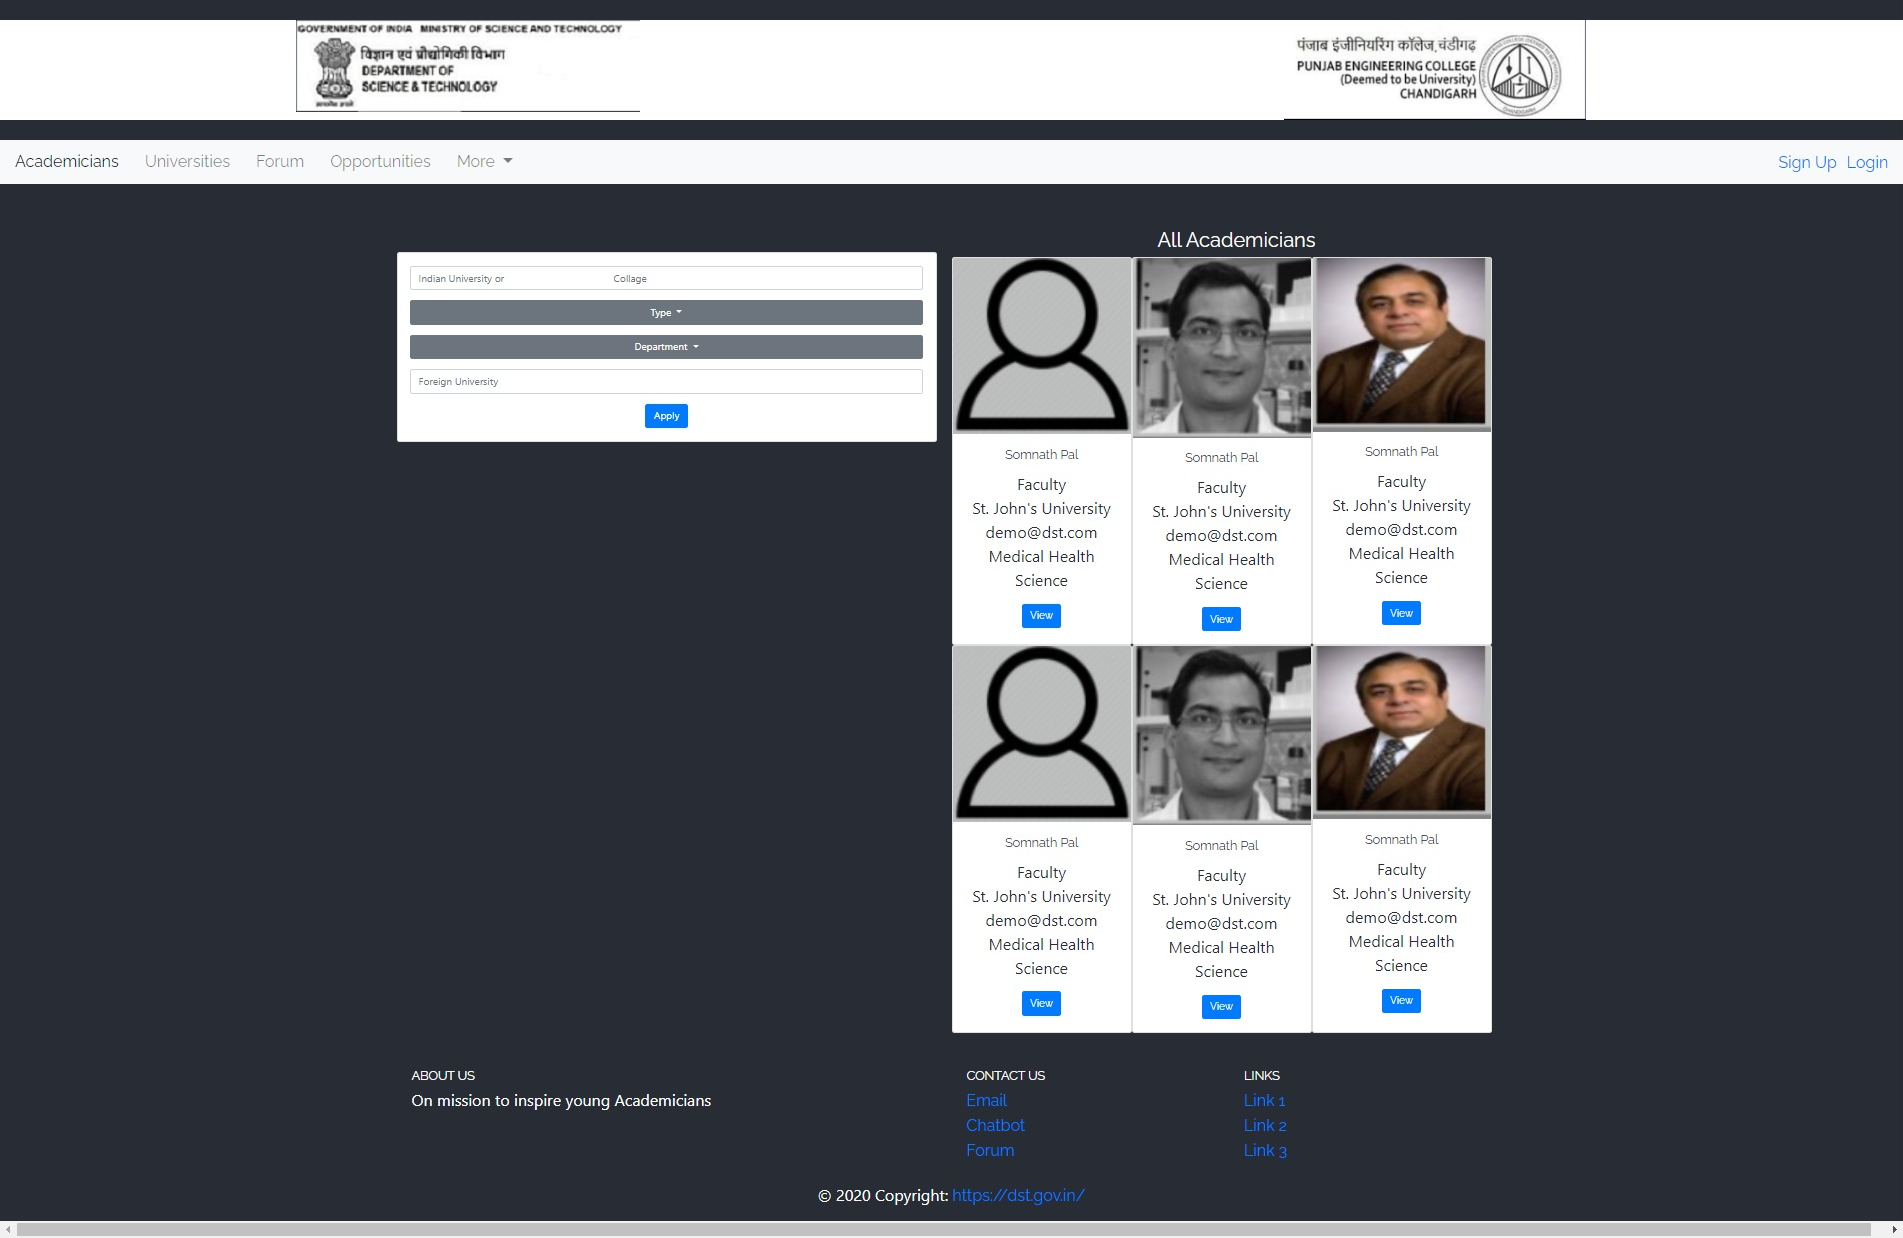 GOVERNMENT OF INDIA MINISTRY OF SCIENCE AND TECHNOLOGY
विज्ञान एवं प्रौद्योगिकी विभाग
DEPARTMENT OF
SCIENCE & TECHNOLOGY
पंजाब इंजीनियरिंग कॉलेज, चंडीगढ़
PUNJAB ENGINEERING COLLEGE
(Deemed to be University)
CHANDIGARH
Academicians Universities Forum Opportunities More Sign Up Login
All Academicians
Indian University or Collage
Type
Department
Foreign University
Apply
Somnath Pal
Faculty
St. John's University
demo@dst.com
Medical Health
Science
View
Somnath Pal
Faculty
St. John's University
demo@dst.com
Medical Health
Science
View
Somnath Pal
Faculty
St. John's University
demo@dst.com
Medical Health
Science
View
Somnath Pal
Faculty
St. John's University
demo@dst.com
Medical Health
Science
View
Somnath Pal
Faculty
St. John's University
demo@dst.com
Medical Health
Science
View
Somnath Pal
Faculty
St. John's University
demo@dst.com
Medical Health
Science
View
ABOUT US
On mission to inspire young Academicians
CONTACT US
Email
Chatbot
Forum
LINKS
Link 1
Link 2
Link 3
© 2020 Copyright: https://dst.gov.in/